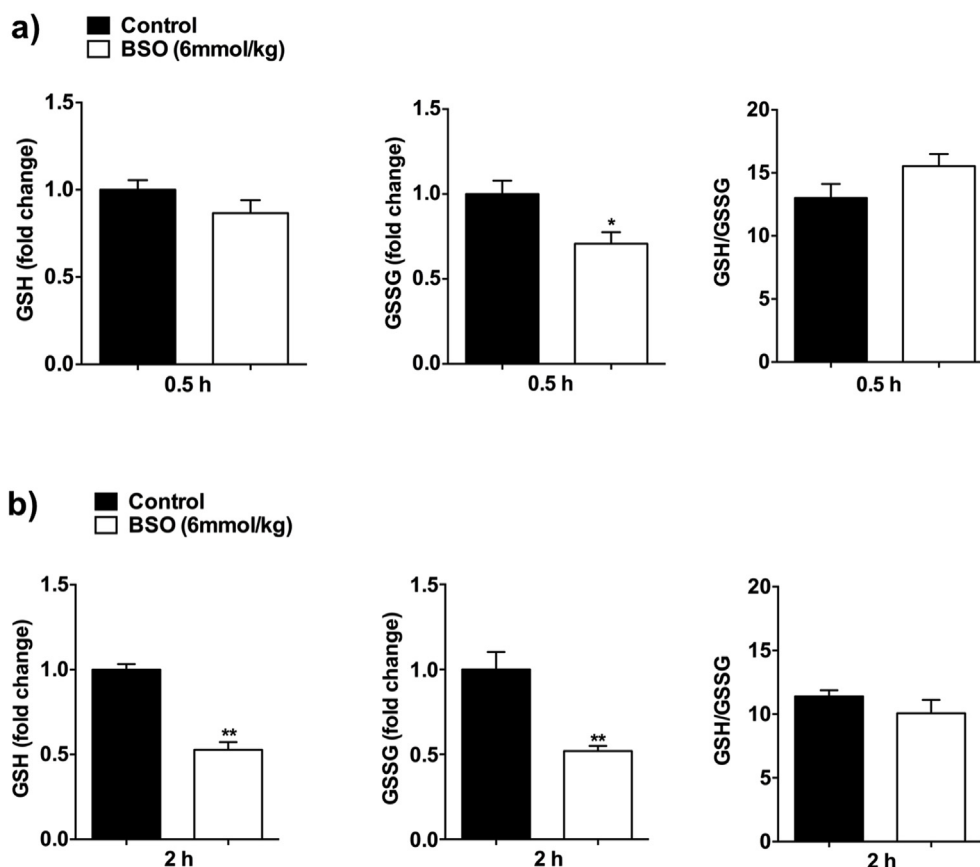 a)
Control
BSO (6mmol/kg)
GSH (fold change)
1.5
1.0
0.5
0.0
0.5 h
GSSG (fold change)
1.5
1.0
*
0.5
0.0
0.5 h
GSH/GSSG
20
15
10
5
0
0.5 h
b)
Control
BSO (6mmol/kg)
GSH (fold change)
1.5
1.0
**
0.5
0.0
2 h
GSSG (fold change)
1.5
1.0
**
0.5
0.0
2 h
GSH/GSSG
20
15
10
5
0
2 h